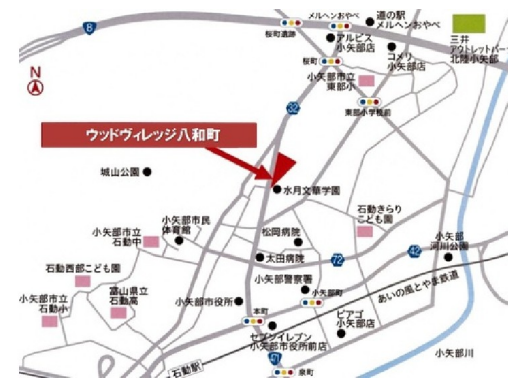 8
メルヘンおやべ
道の駅
メルヘンおやべ
桜町遺跡
アルビス
小矢部店
コメリ
小矢部店
三井
アウトレットパーク
北陸小矢部
桜町
小矢部市立
東部小
N
32
東部小学校前
ウッドヴィレッジ八和町
城山公園
水月文華学園
石動きらり
こども園
小矢部市民
体育館
小矢部市立
石動中
松岡病院
太田病院
72
42
小矢部
河川公園
石動西部こども園
小矢部警察署
あいの風とやま鉄道
小矢部市立
石動小
富山県立
石動高
小矢部市役所
小矢部町
本町
セブンイレブン
小矢部市役所前店
ピアゴ
小矢部店
石動駅
小矢部川
泉町